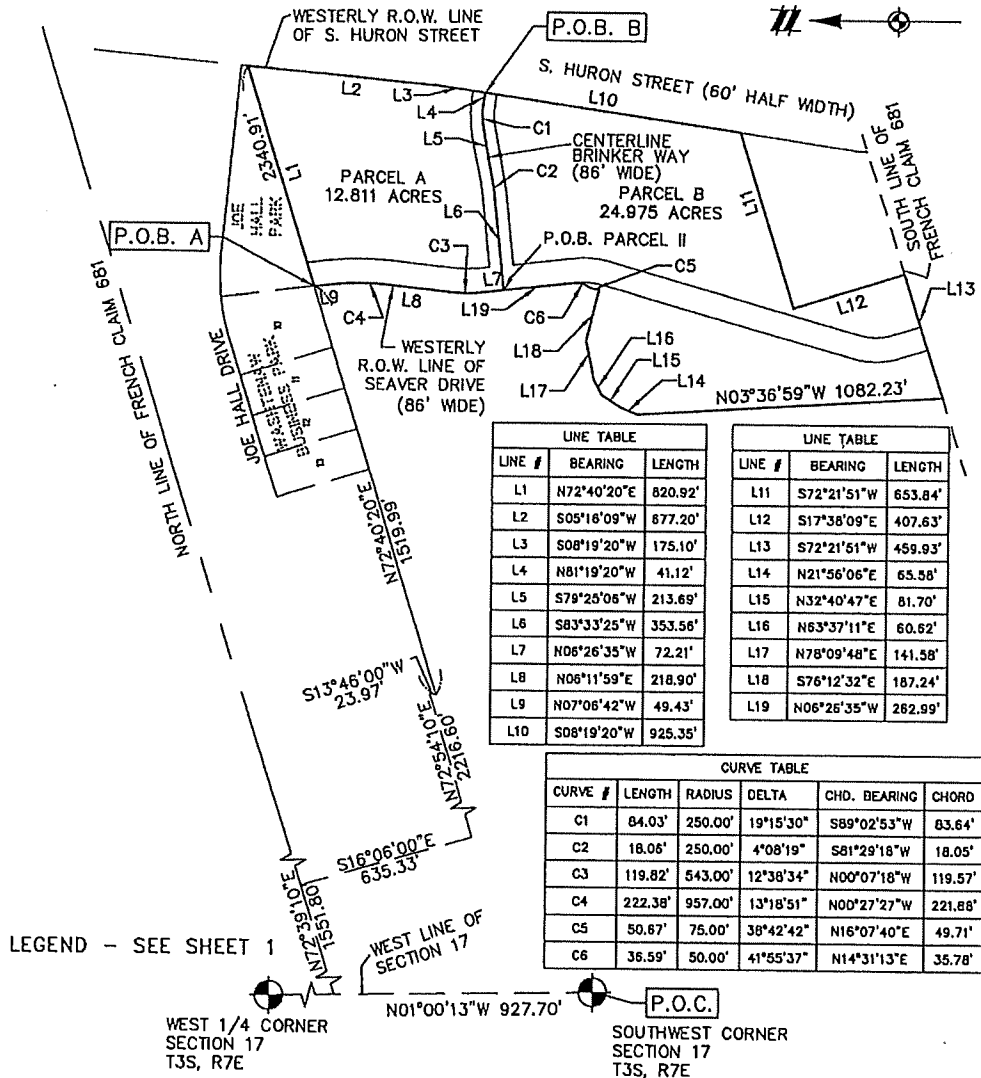 WESTERLY R.O.W. LINE
OF S. HURON STREET
P.O.B. B
S. HURON STREET (60' HALF WIDTH)
L2
L3
L10
L4
C1
L5
CENTERLINE
BRINKER WAY
(86' WIDE)
C2
SOUTH LINE OF
FRENCH CLAIM 681
2340.91'
L1
JOE
HALL
PARK
PARCEL A
12.811 ACRES
PARCEL B
24.975 ACRES
L11
L6
P.O.B. A
C3
P.O.B. PARCEL II
L7
C5
L9
C4
L8
L19
C6
L12
L13
NORTH LINE OF FRENCH CLAIM 681
JOE HALL DRIVE
WASHTENAW
BUSINESS PARK
WESTERLY
R.O.W. LINE OF
SEAVER DRIVE
(86' WIDE)
L18
L16
L15
L17
L14
N03°36'59"W 1082.23'
N72°40'20"E
1519.99'
LINE TABLE
LINE # BEARING LENGTH
L1 N72°40'20"E 820.92'
L2 S05°16'09"W 677.20'
L3 S08°19'20"W 175.10'
L4 N81°19'20"W 41.12'
L5 S79°25'06"W 213.69'
L6 S83°33'25"W 353.56'
L7 N06°26'35"W 72.21'
L8 N06°11'59"E 218.90'
L9 N07°06'42"W 49.43'
L10 S08°19'20"W 925.35'
LINE TABLE
LINE # BEARING LENGTH
L11 S72°21'51"W 653.84'
L12 S17°38'09"E 407.63'
L13 S72°21'51"W 459.93'
L14 N21°56'06"E 65.58'
L15 N32°40'47"E 81.70'
L16 N63°37'11"E 60.62'
L17 N78°09'48"E 141.58'
L18 S76°12'32"E 187.24'
L19 N06°26'35"W 262.99'
S13°46'00"W
23.97'
N72°54'10"E
2216.60'
S16°06'00"E
635.33'
N72°39'10"E
1551.80'
CURVE TABLE
CURVE # LENGTH RADIUS DELTA CHD. BEARING CHORD
C1 84.03' 250.00' 19°15'30" S89°02'53"W 83.64'
C2 18.06' 250.00' 4°08'19" S81°29'16"W 18.05'
C3 119.82' 543.00' 12°38'34" N00°07'18"W 119.57'
C4 222.38' 957.00' 13°18'51" N00°27'27"W 221.88'
C5 50.67' 75.00' 38°42'42" N16°07'40"E 49.71'
C6 36.59' 50.00' 41°55'37" N14°31'13"E 35.78'
LEGEND - SEE SHEET 1
WEST LINE OF
SECTION 17
N01°00'13"W 927.70'
P.O.C.
WEST 1/4 CORNER
SECTION 17
T3S, R7E
SOUTHWEST CORNER
SECTION 17
T3S, R7E